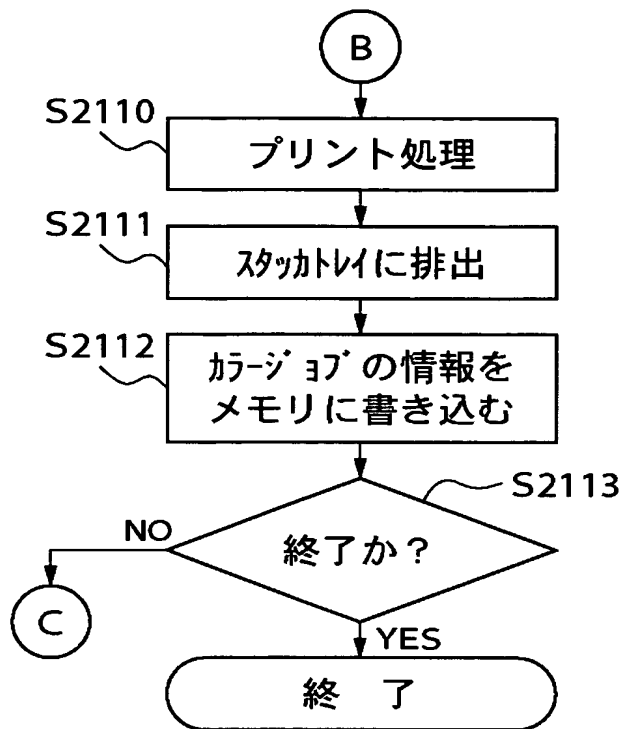 B
S2110
プリント処理
S2111
ｽﾀｯｶﾄﾚｲに排出
S2112
ｶﾗｰｼﾞｮﾌﾞの情報を
メモリに書き込む
S2113
終了か?
NO
C
YES
終 了